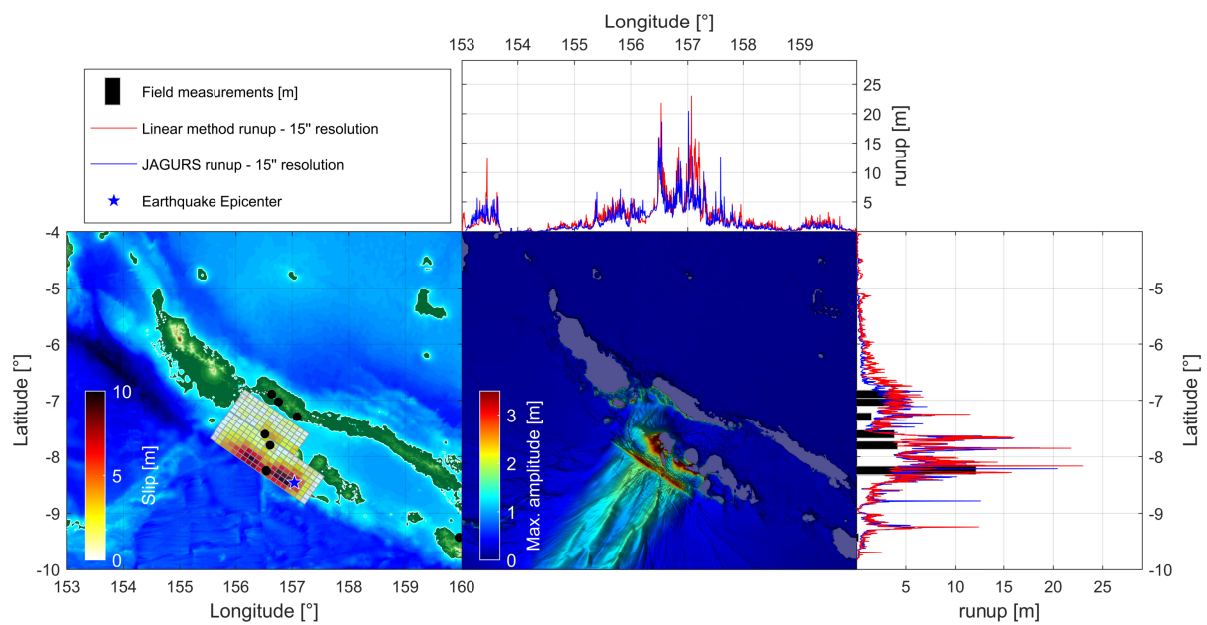 Longitude [°]
153 154 155 156 157 158 159
Field measurements [m]
Linear method runup - 15" resolution
JAGURS runup - 15" resolution
Earthquake Epicenter
25
20
15
10
5
runup [m]
-4
-5
-6
-7
-8
-9
-10
Latitude [°]
10
5
0
Slip [m]
153 154 155 156 157 158 159 160
Longitude [°]
3
2
1
0
Max. amplitude [m]
-5
-6
-7
-8
-9
-10
Latitude [°]
5 10 15 20 25
runup [m]